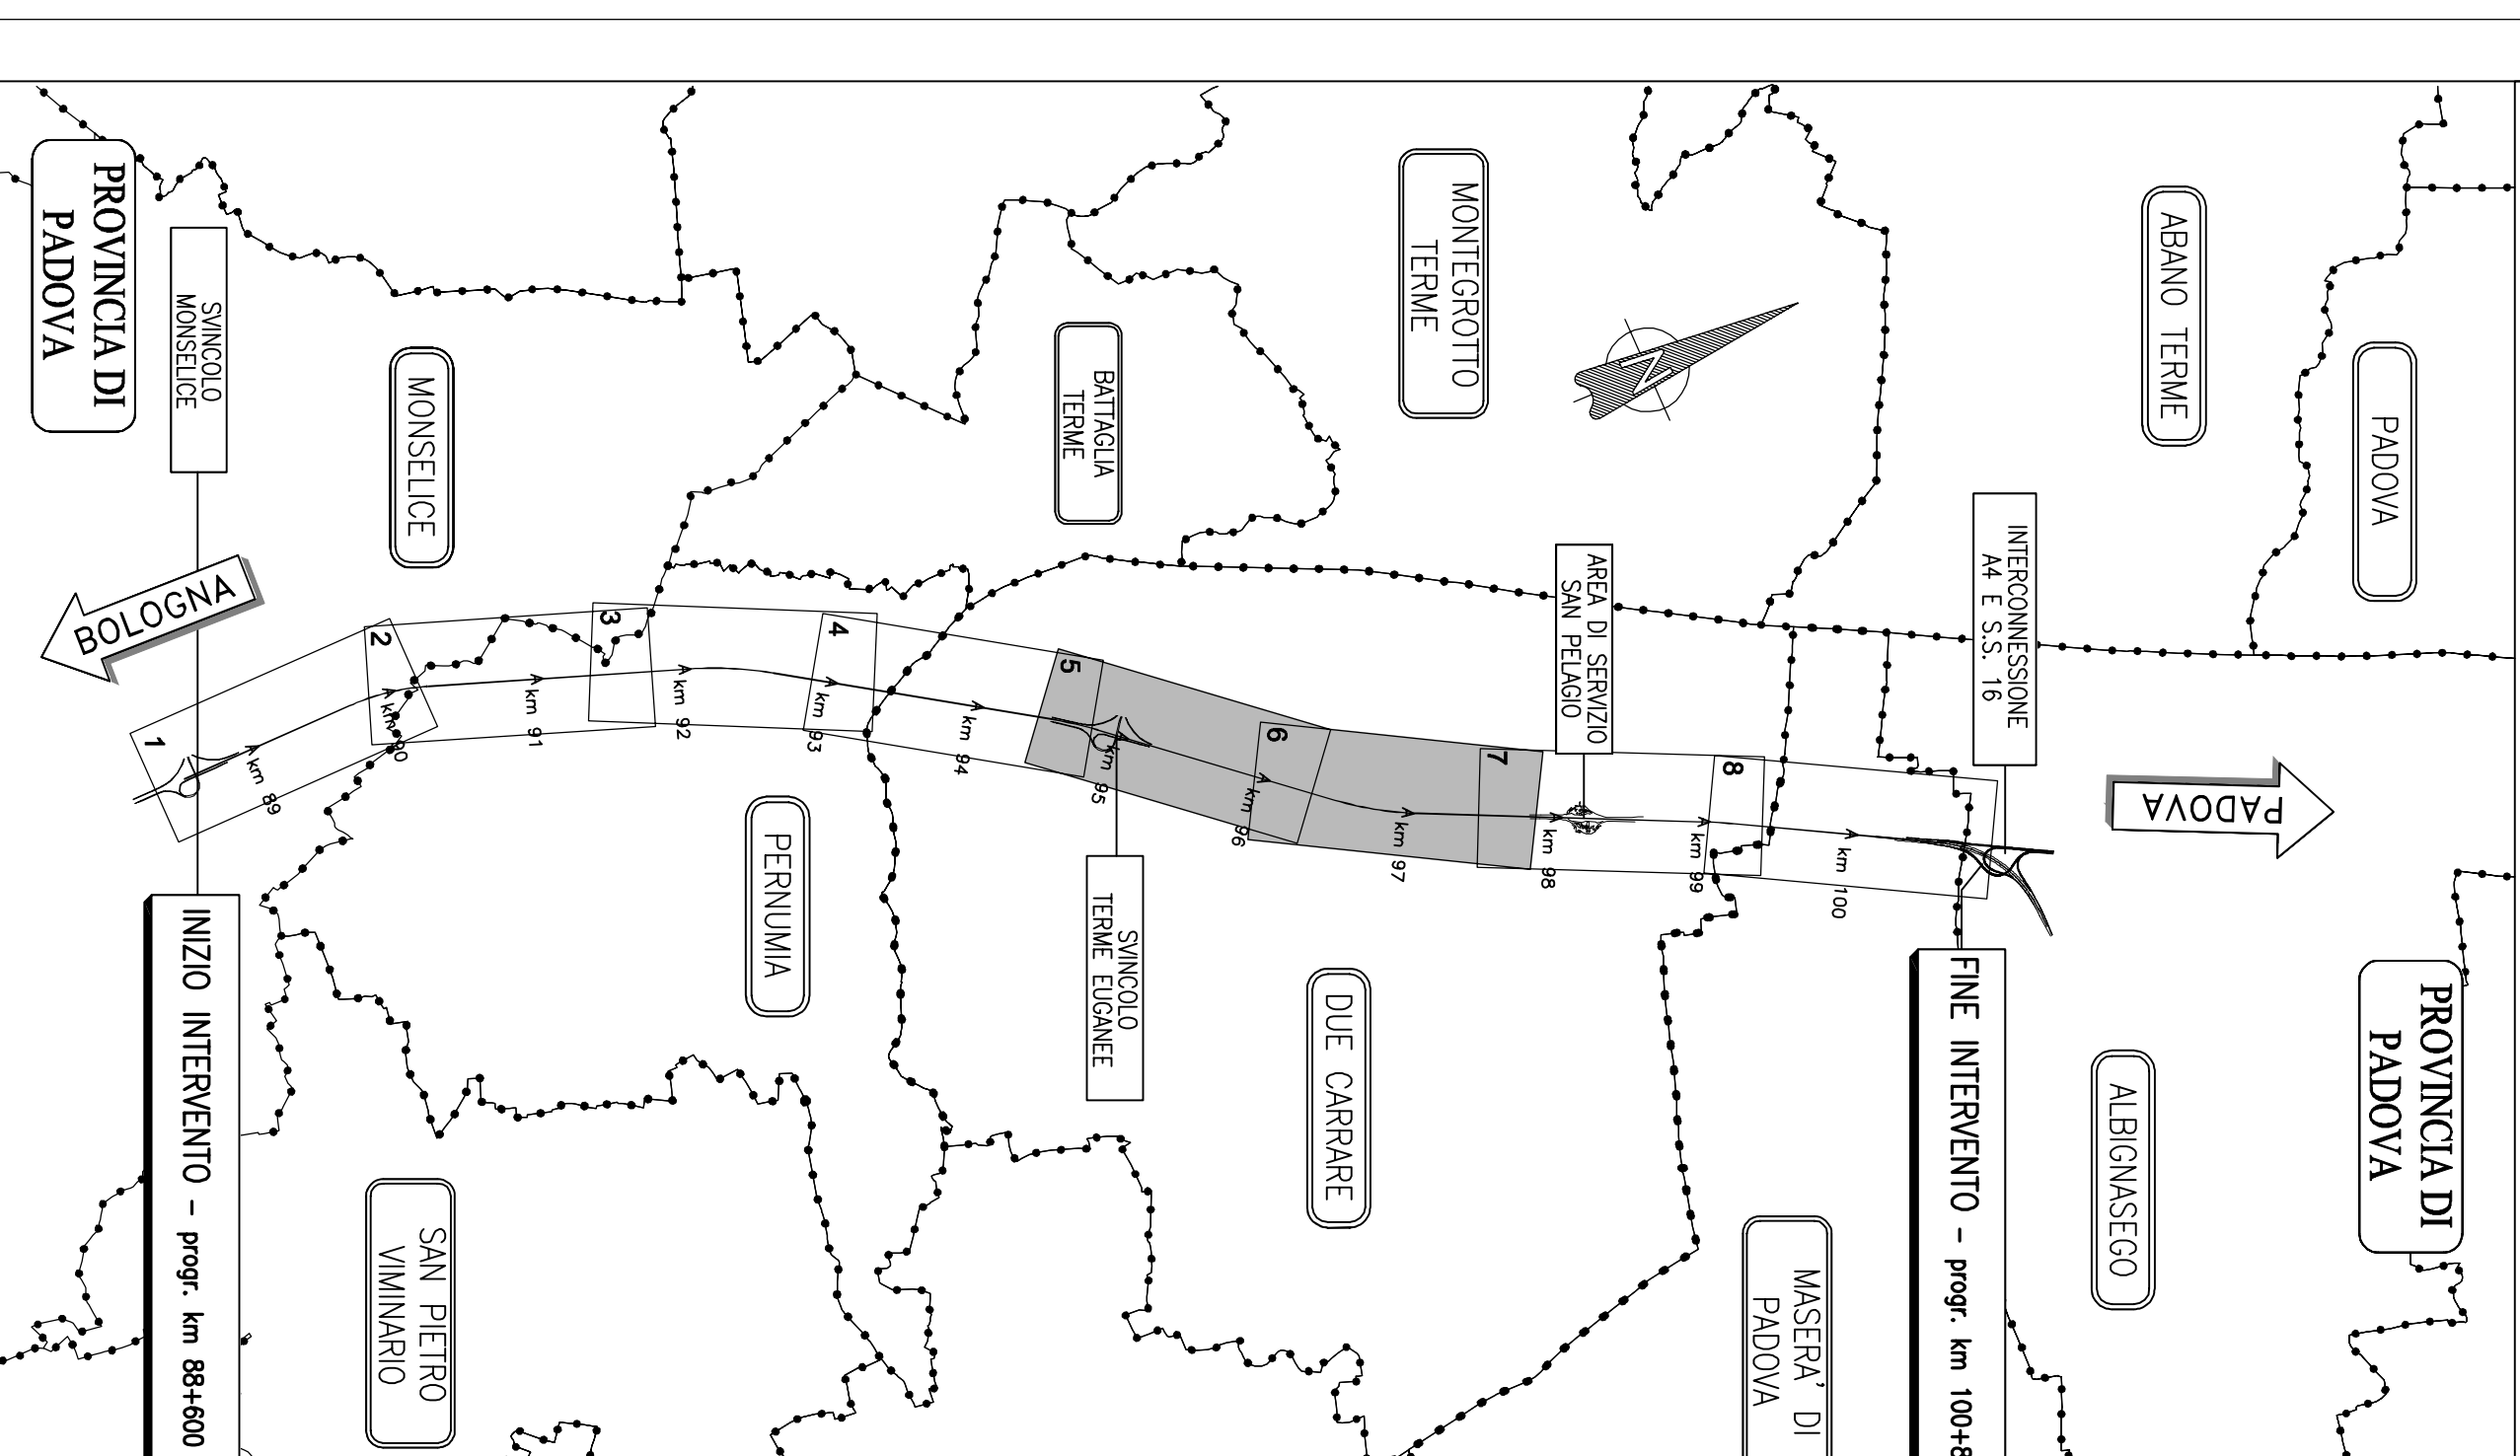 PROVINCIA DI
PADOVA
SVINCOLO
MONSELICE
MONSELICE
BATTAGLIA
TERME
MONTEGROTTO
TERME
N
ABANO TERME
PADOVA
INTERCONNESSIONE
A4 E S.S. 16
AREA DI SERVIZIO
SAN PELAGIO
BOLOGNA
PADOVA
1
2
3
4
5
6
7
8
km 89
km 90
km 91
km 92
km 93
km 94
km 95
km 96
km 97
km 98
km 99
km 100
PERNUMIA
SVINCOLO
TERME EUGANEE
DUE CARRARE
INIZIO INTERVENTO – progr. km 88+600
SAN PIETRO
VIMINARIO
MASERA' DI
PADOVA
FINE INTERVENTO – progr. km 100+8
ALBIGNASEGO
PROVINCIA DI
PADOVA